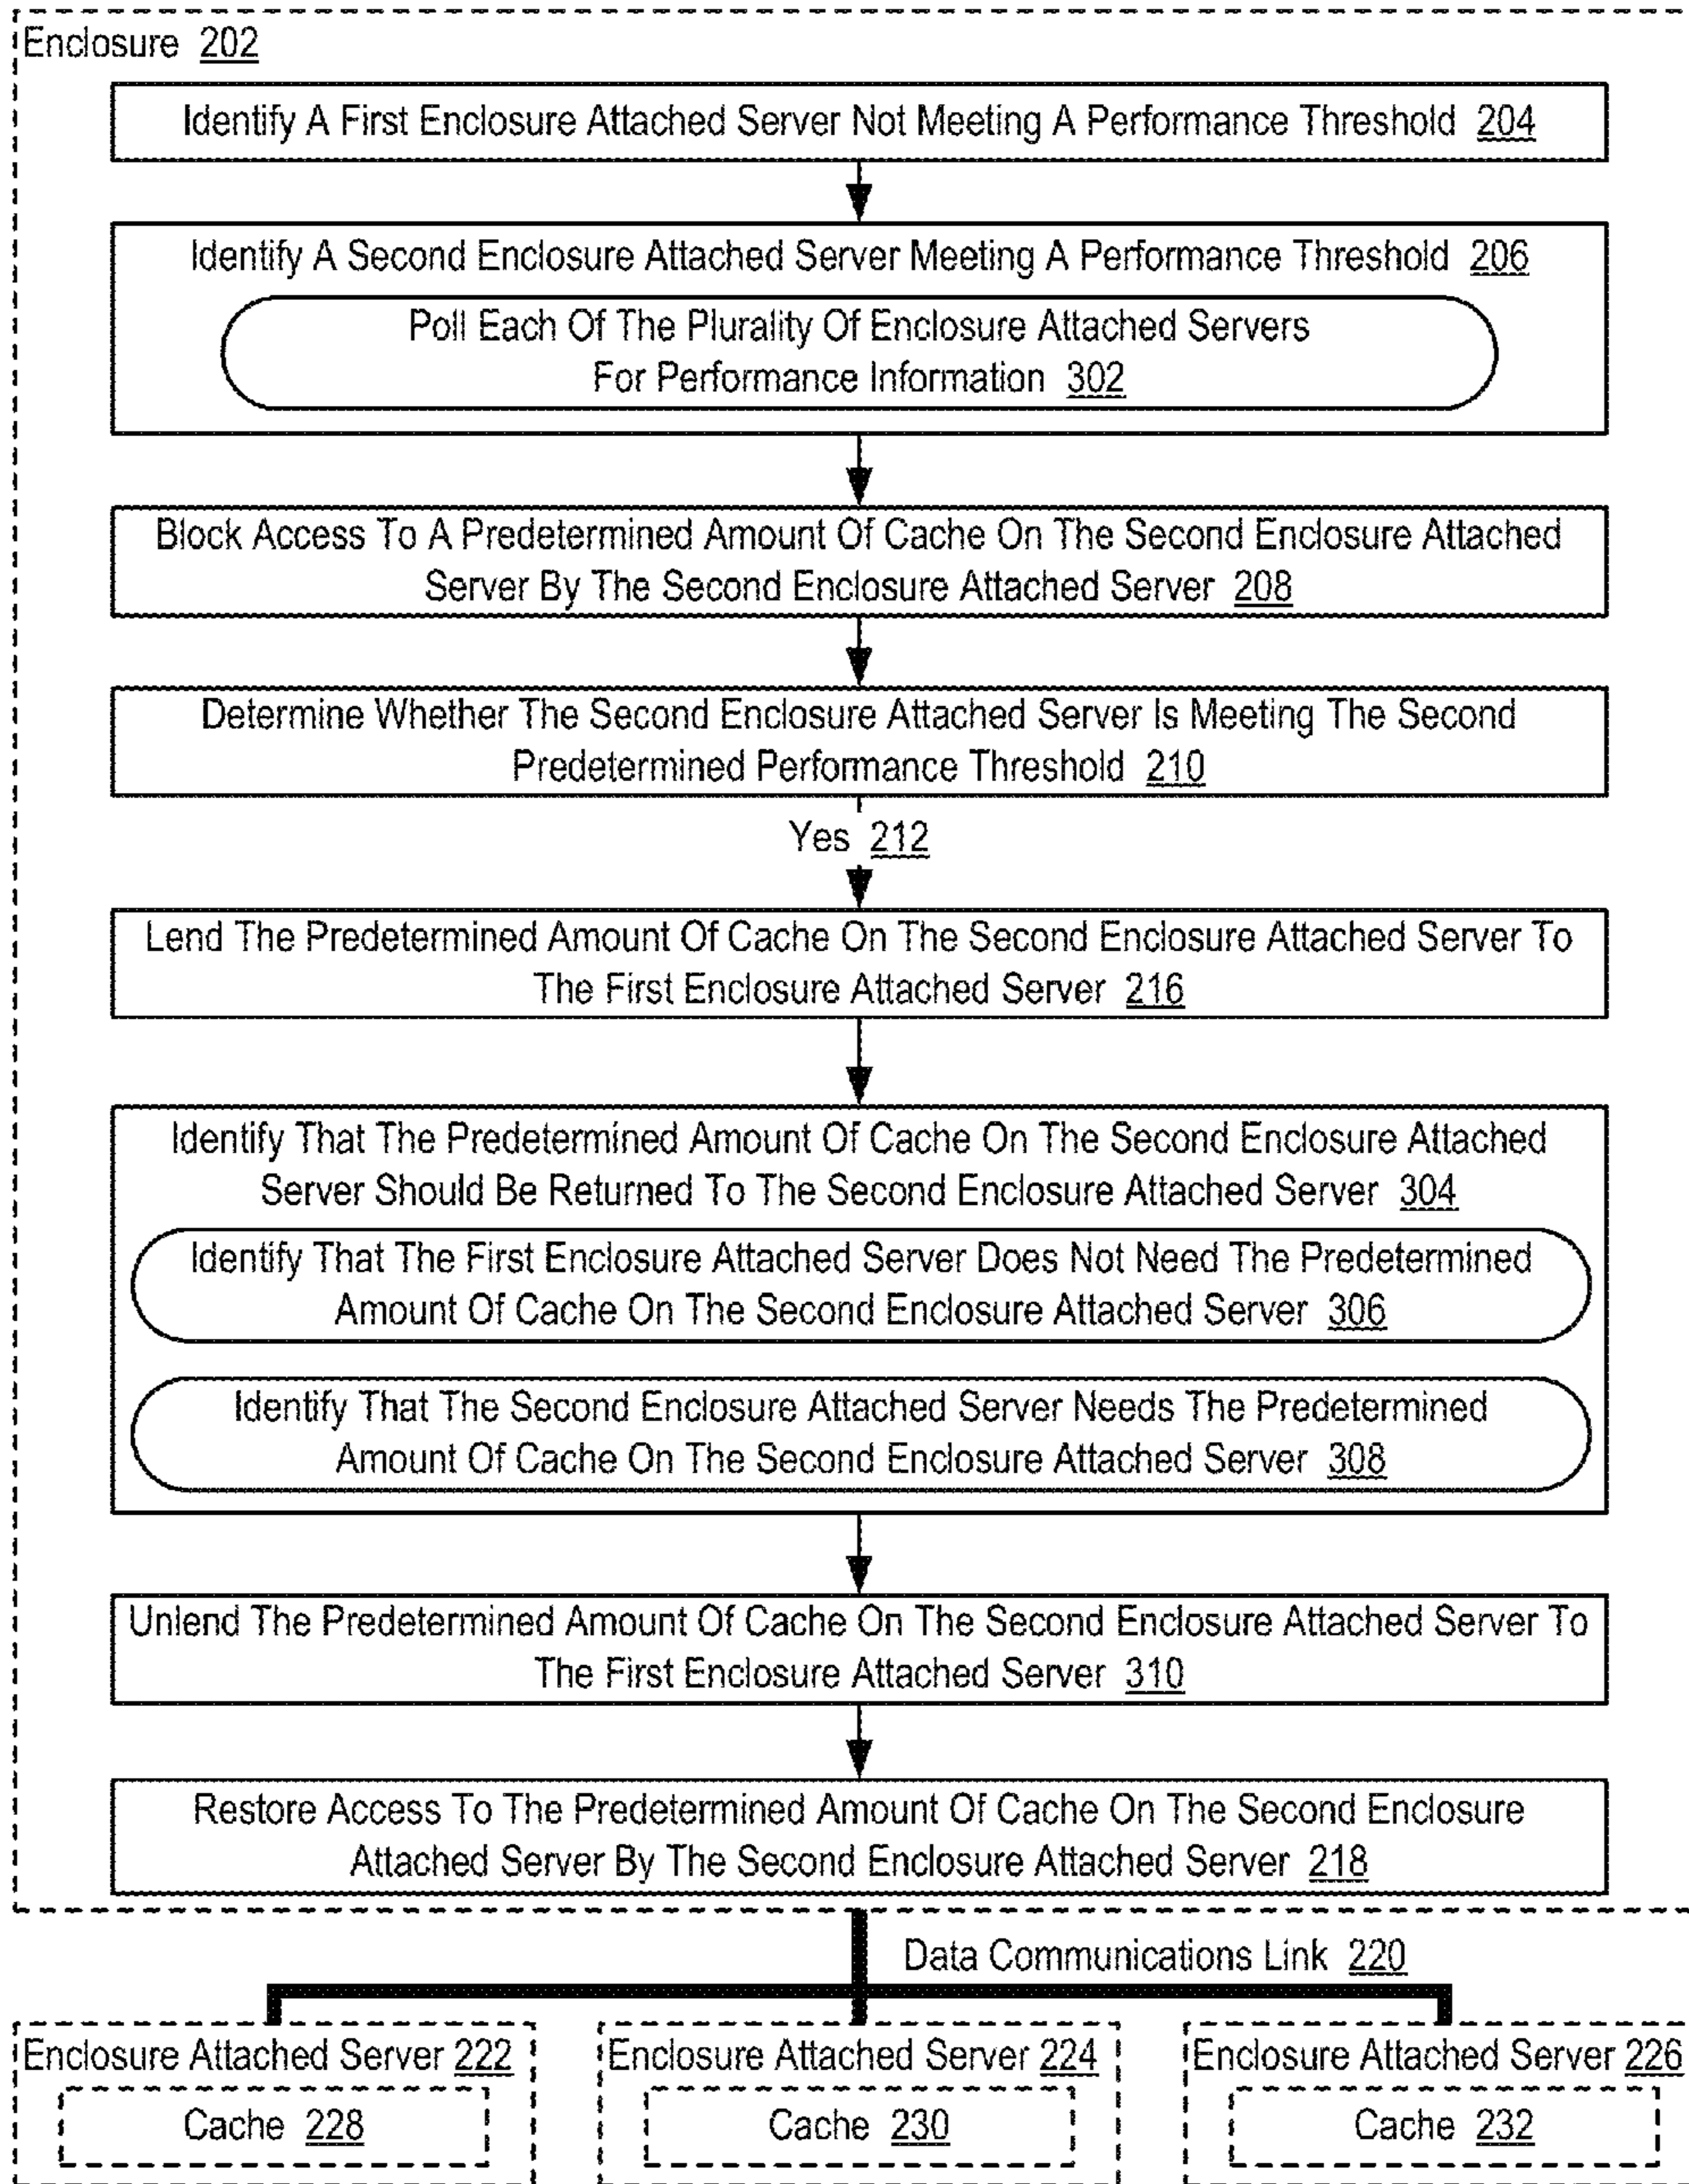 Enclosure 202
Identify A First Enclosure Attached Server Not Meeting A Performance Threshold 204
Identify A Second Enclosure Attached Server Meeting A Performance Threshold 206
Poll Each Of The Plurality Of Enclosure Attached Servers
For Performance Information 302
Block Access To A Predetermined Amount Of Cache On The Second Enclosure Attached
Server By The Second Enclosure Attached Server 208
Determine Whether The Second Enclosure Attached Server Is Meeting The Second
Predetermined Performance Threshold 210
Yes 212
Lend The Predetermined Amount Of Cache On The Second Enclosure Attached Server To
The First Enclosure Attached Server 216
Identify That The Predetermined Amount Of Cache On The Second Enclosure Attached
Server Should Be Returned To The Second Enclosure Attached Server 304
Identify That The First Enclosure Attached Server Does Not Need The Predetermined
Amount Of Cache On The Second Enclosure Attached Server 306
Identify That The Second Enclosure Attached Server Needs The Predetermined
Amount Of Cache On The Second Enclosure Attached Server 308
Unlend The Predetermined Amount Of Cache On The Second Enclosure Attached Server To
The First Enclosure Attached Server 310
Restore Access To The Predetermined Amount Of Cache On The Second Enclosure
Attached Server By The Second Enclosure Attached Server 218
Data Communications Link 220
Enclosure Attached Server 222
Cache 228
Enclosure Attached Server 224
Cache 230
Enclosure Attached Server 226
Cache 232